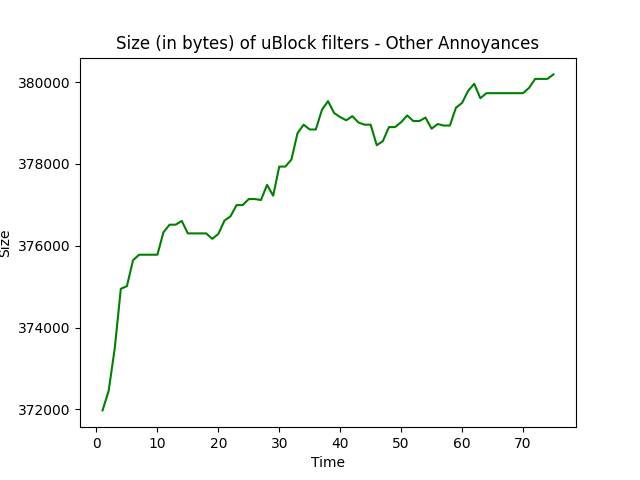 Size (in bytes) of uBlock filters - Other Annoyances
380000
378000
376000
374000
372000
Size
0 10 20 30 40 50 60 70
Time